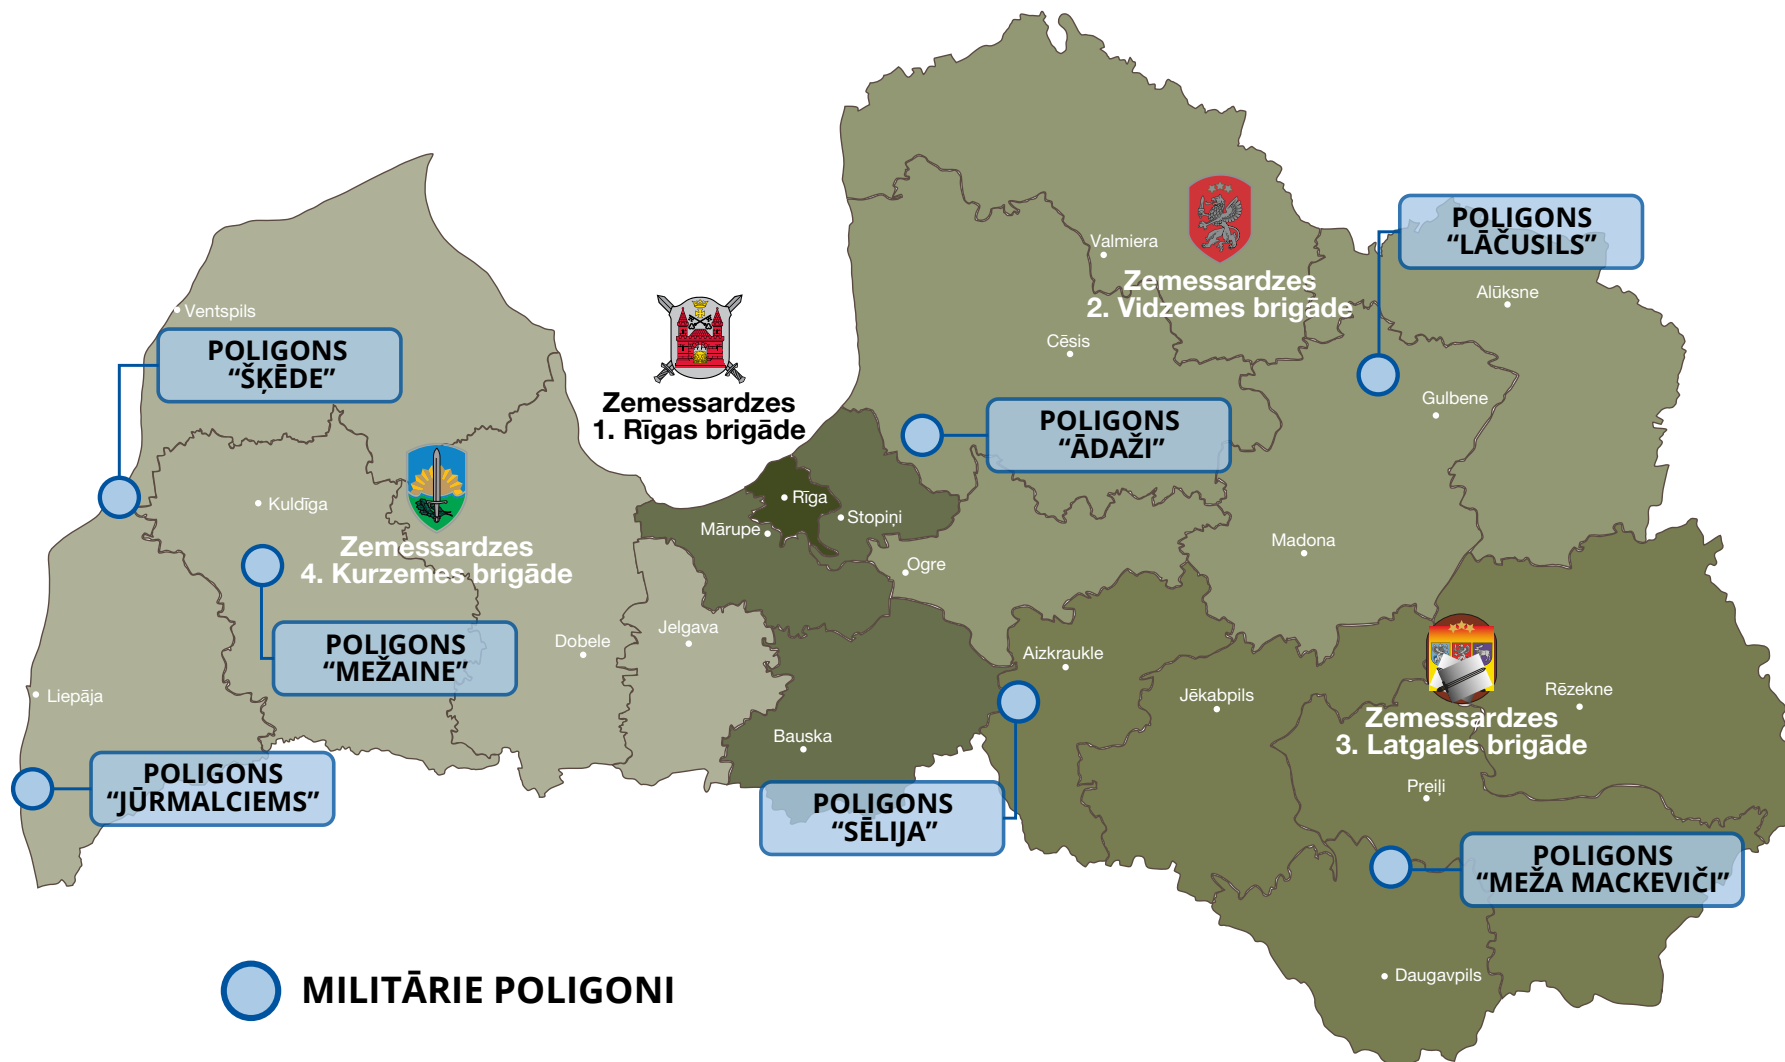 POLIGONS
“LĀČUSILS”
Valmiera
Zemessardzes
2. Vidzemes brigāde
Alūksne
Ventspils
POLIGONS
“ŠĶĒDE”
Cēsis
Zemessardzes
1. Rīgas brigāde
Gulbene
POLIGONS
“ĀDAŽI”
Kuldīga
Rīga
Stopiņi
Mārupe
Zemessardzes
4. Kurzemes brigāde
Madona
Ogre
POLIGONS
“MEŽAINE”
Dobele
Jelgava
Aizkraukle
Liepāja
Jēkabpils
Rēzekne
Zemessardzes
3. Latgales brigāde
Bauska
POLIGONS
“JŪRMALCIEMS”
Preiļi
POLIGONS
“SĒLIJA”
POLIGONS
“MEŽA MACKEVIČI”
Daugavpils
MILITĀRIE POLIGONI